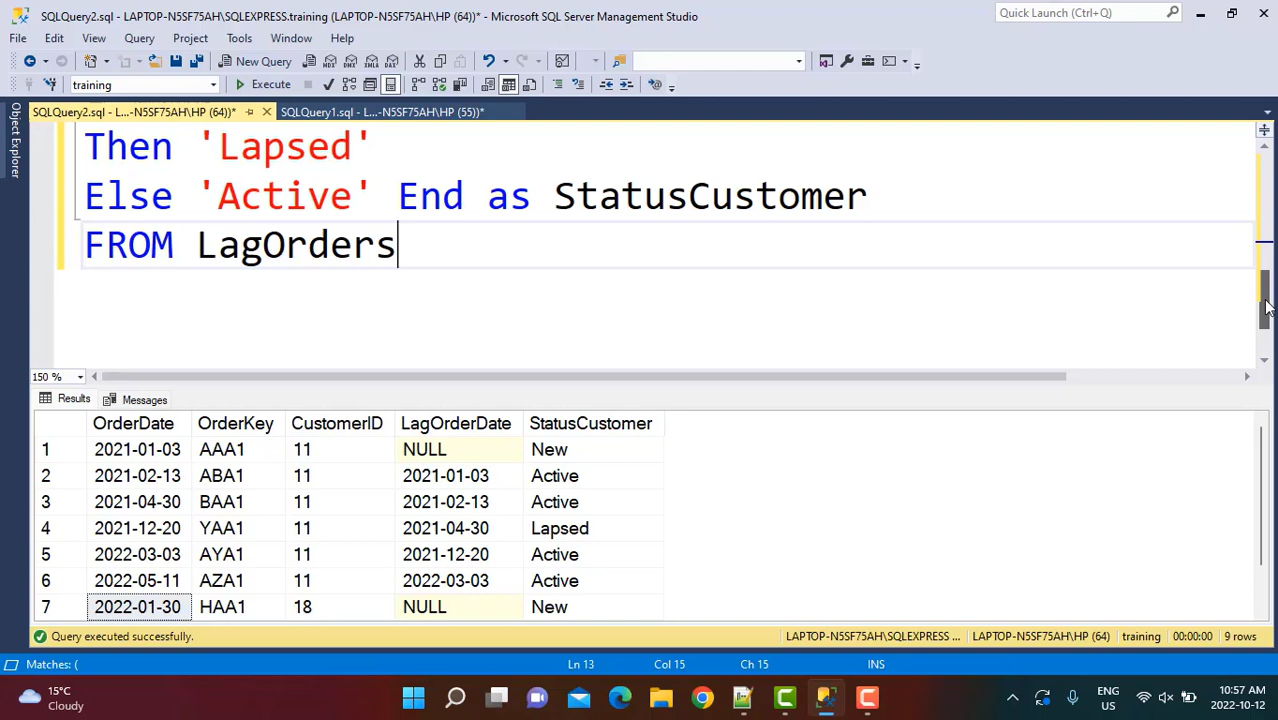 SQLQuery2.sql - LAPTOP-N5SF75AH\SQLEXPRESS.training (LAPTOP-N5SF75AH\HP (64))* - Microsoft SQL Server Management Studio
Quick Launch (Ctrl+Q)
File Edit View Query Project Tools Window Help
New Query
training Execute
SQLQuery2.sql - L...-N5SF75AH\HP (64))* SQLQuery1.sql - L...-N5SF75AH\HP (55))*
Object Explorer
Then 'Lapsed'
Else 'Active' End as StatusCustomer
FROM LagOrders
150 %
Results Messages
OrderDate OrderKey CustomerID LagOrderDate StatusCustomer
1 2021-01-03 AAA1 11 NULL New
2 2021-02-13 ABA1 11 2021-01-03 Active
3 2021-04-30 BAA1 11 2021-02-13 Active
4 2021-12-20 YAA1 11 2021-04-30 Lapsed
5 2022-03-03 AYA1 11 2021-12-20 Active
6 2022-05-11 AZA1 11 2022-03-03 Active
7 2022-01-30 HAA1 18 NULL New
Query executed successfully. LAPTOP-N5SF75AH\SQLEXPRESS ... LAPTOP-N5SF75AH\HP (64) training 00:00:00 9 rows
Matches: ( Ln 13 Col 15 Ch 15 INS
15°C
Cloudy
ENG
US
10:57 AM
2022-10-12